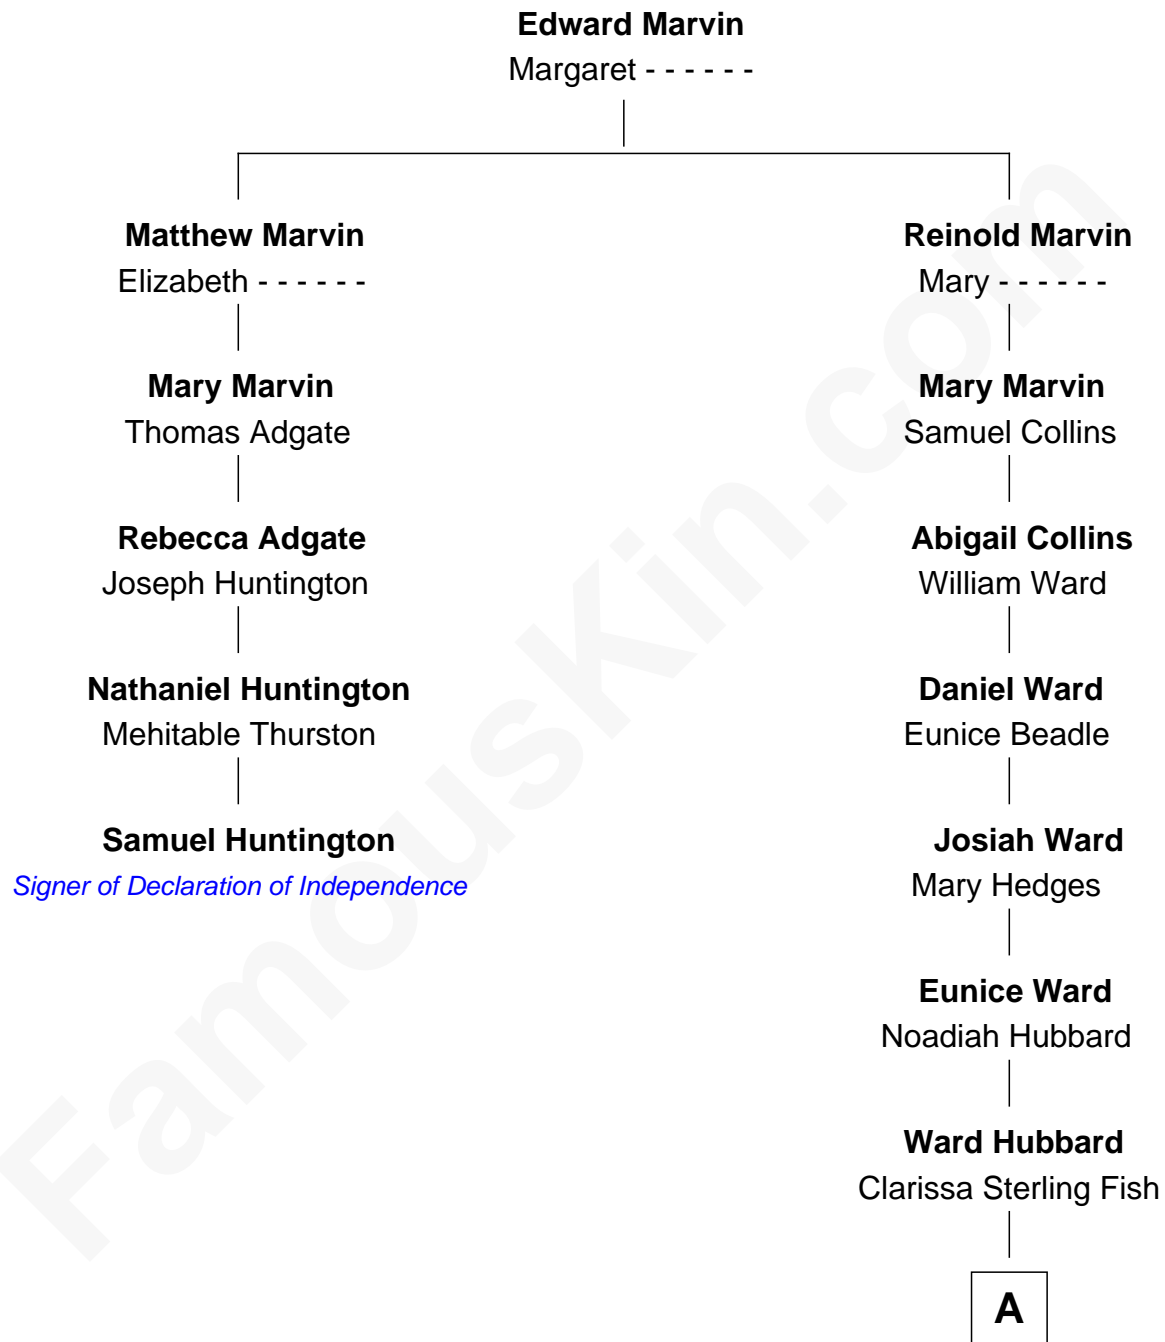 Edward Marvin
Margaret - - - - - -
Matthew Marvin
Elizabeth - - - - - -
Reinold Marvin
Mary - - - - - -
Mary Marvin
Thomas Adgate
Mary Marvin
Samuel Collins
Rebecca Adgate
Joseph Huntington
Abigail Collins
William Ward
Nathaniel Huntington
Mehitable Thurston
Daniel Ward
Eunice Beadle
Samuel Huntington
Signer of Declaration of Independence
Josiah Ward
Mary Hedges
Eunice Ward
Noadiah Hubbard
Ward Hubbard
Clarissa Sterling Fish
A
FamousKin.com